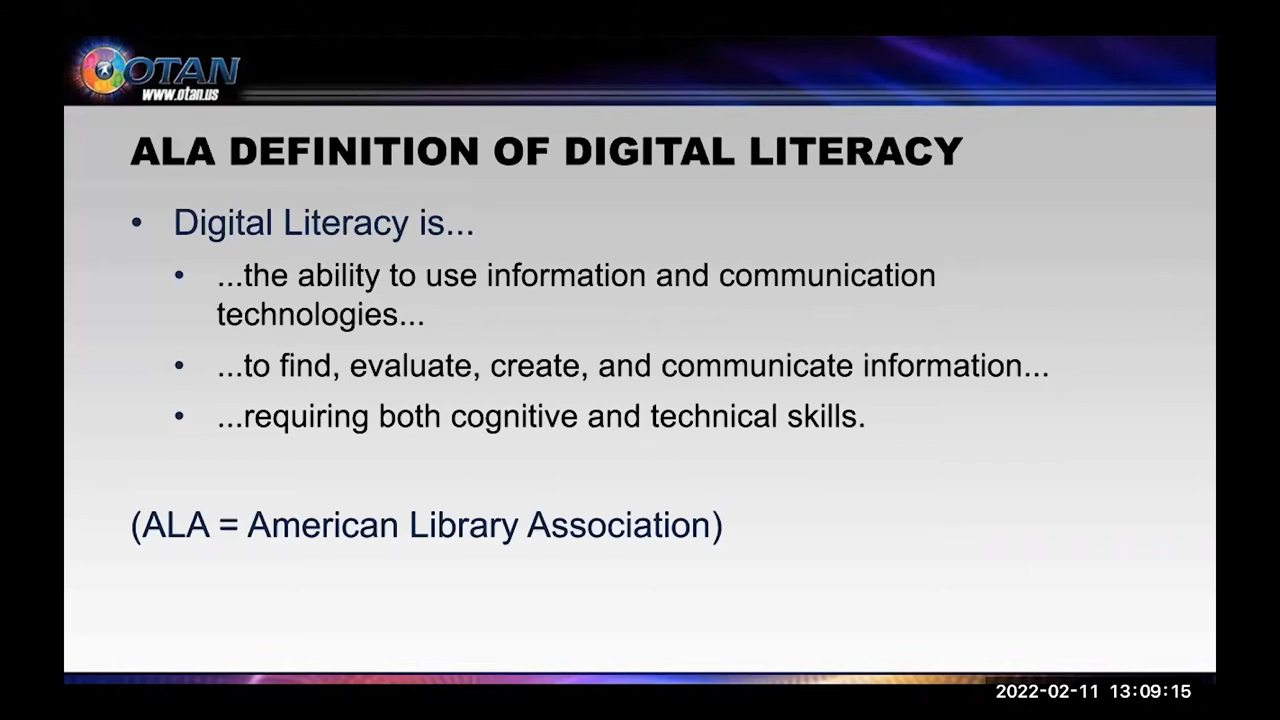 OTAN
www.otan.us
ALA DEFINITION OF DIGITAL LITERACY
• Digital Literacy is...
• ...the ability to use information and communication
technologies...
• ...to find, evaluate, create, and communicate information...
• ...requiring both cognitive and technical skills.
(ALA = American Library Association)
2022-02-11 13:09:15